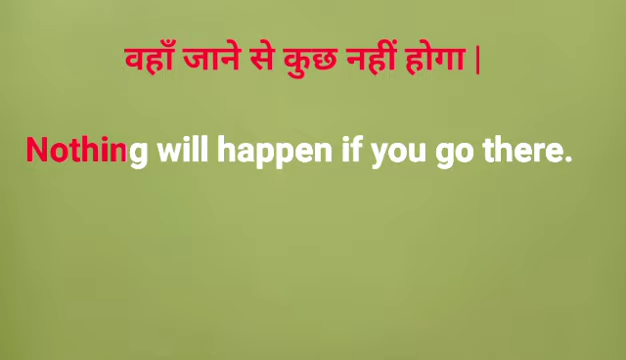 वहाँ जाने से कुछ नहीं होगा |
Nothing will happen if you go there.